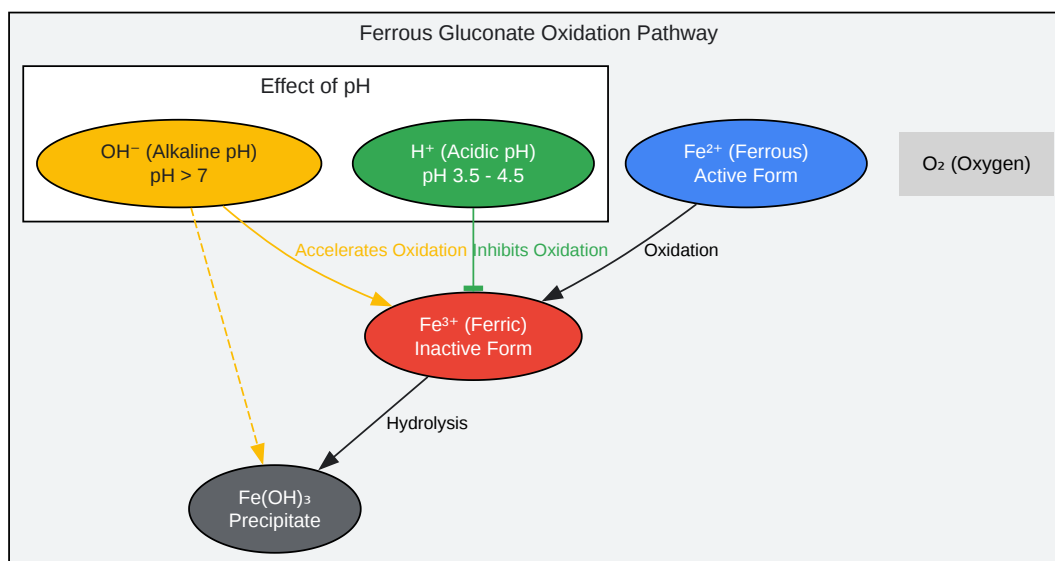 Ferrous Gluconate Oxidation Pathway
Effect of pH
OH⁻ (Alkaline pH)
pH > 7
H⁺ (Acidic pH)
pH 3.5 - 4.5
Fe²⁺ (Ferrous)
Active Form
O₂ (Oxygen)
Accelerates Oxidation
Inhibits Oxidation
Oxidation
Fe³⁺ (Ferric)
Inactive Form
Hydrolysis
Fe(OH)₃
Precipitate